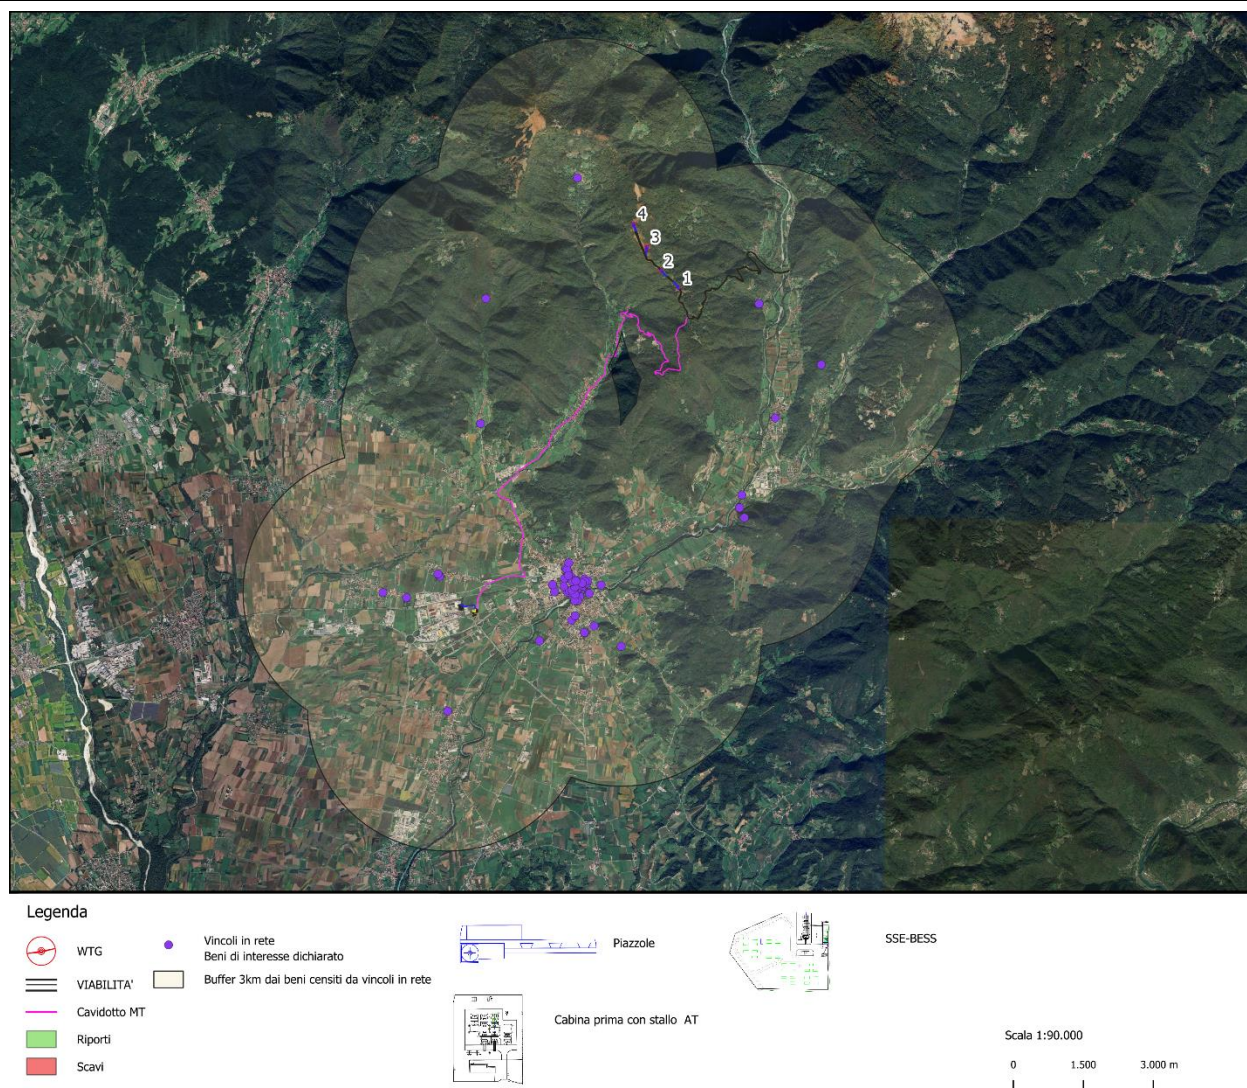 4
3
2
1
Legenda
WTG
VIABILITA'
Cavidotto MT
Riporti
Scavi
Vincoli in rete
Beni di interesse dichiarato
Buffer 3km dai beni censiti da vincoli in rete
Piazzole
Cabina prima con stallo AT
SSE-BESS
Scala 1:90.000
0 1.500 3.000 m